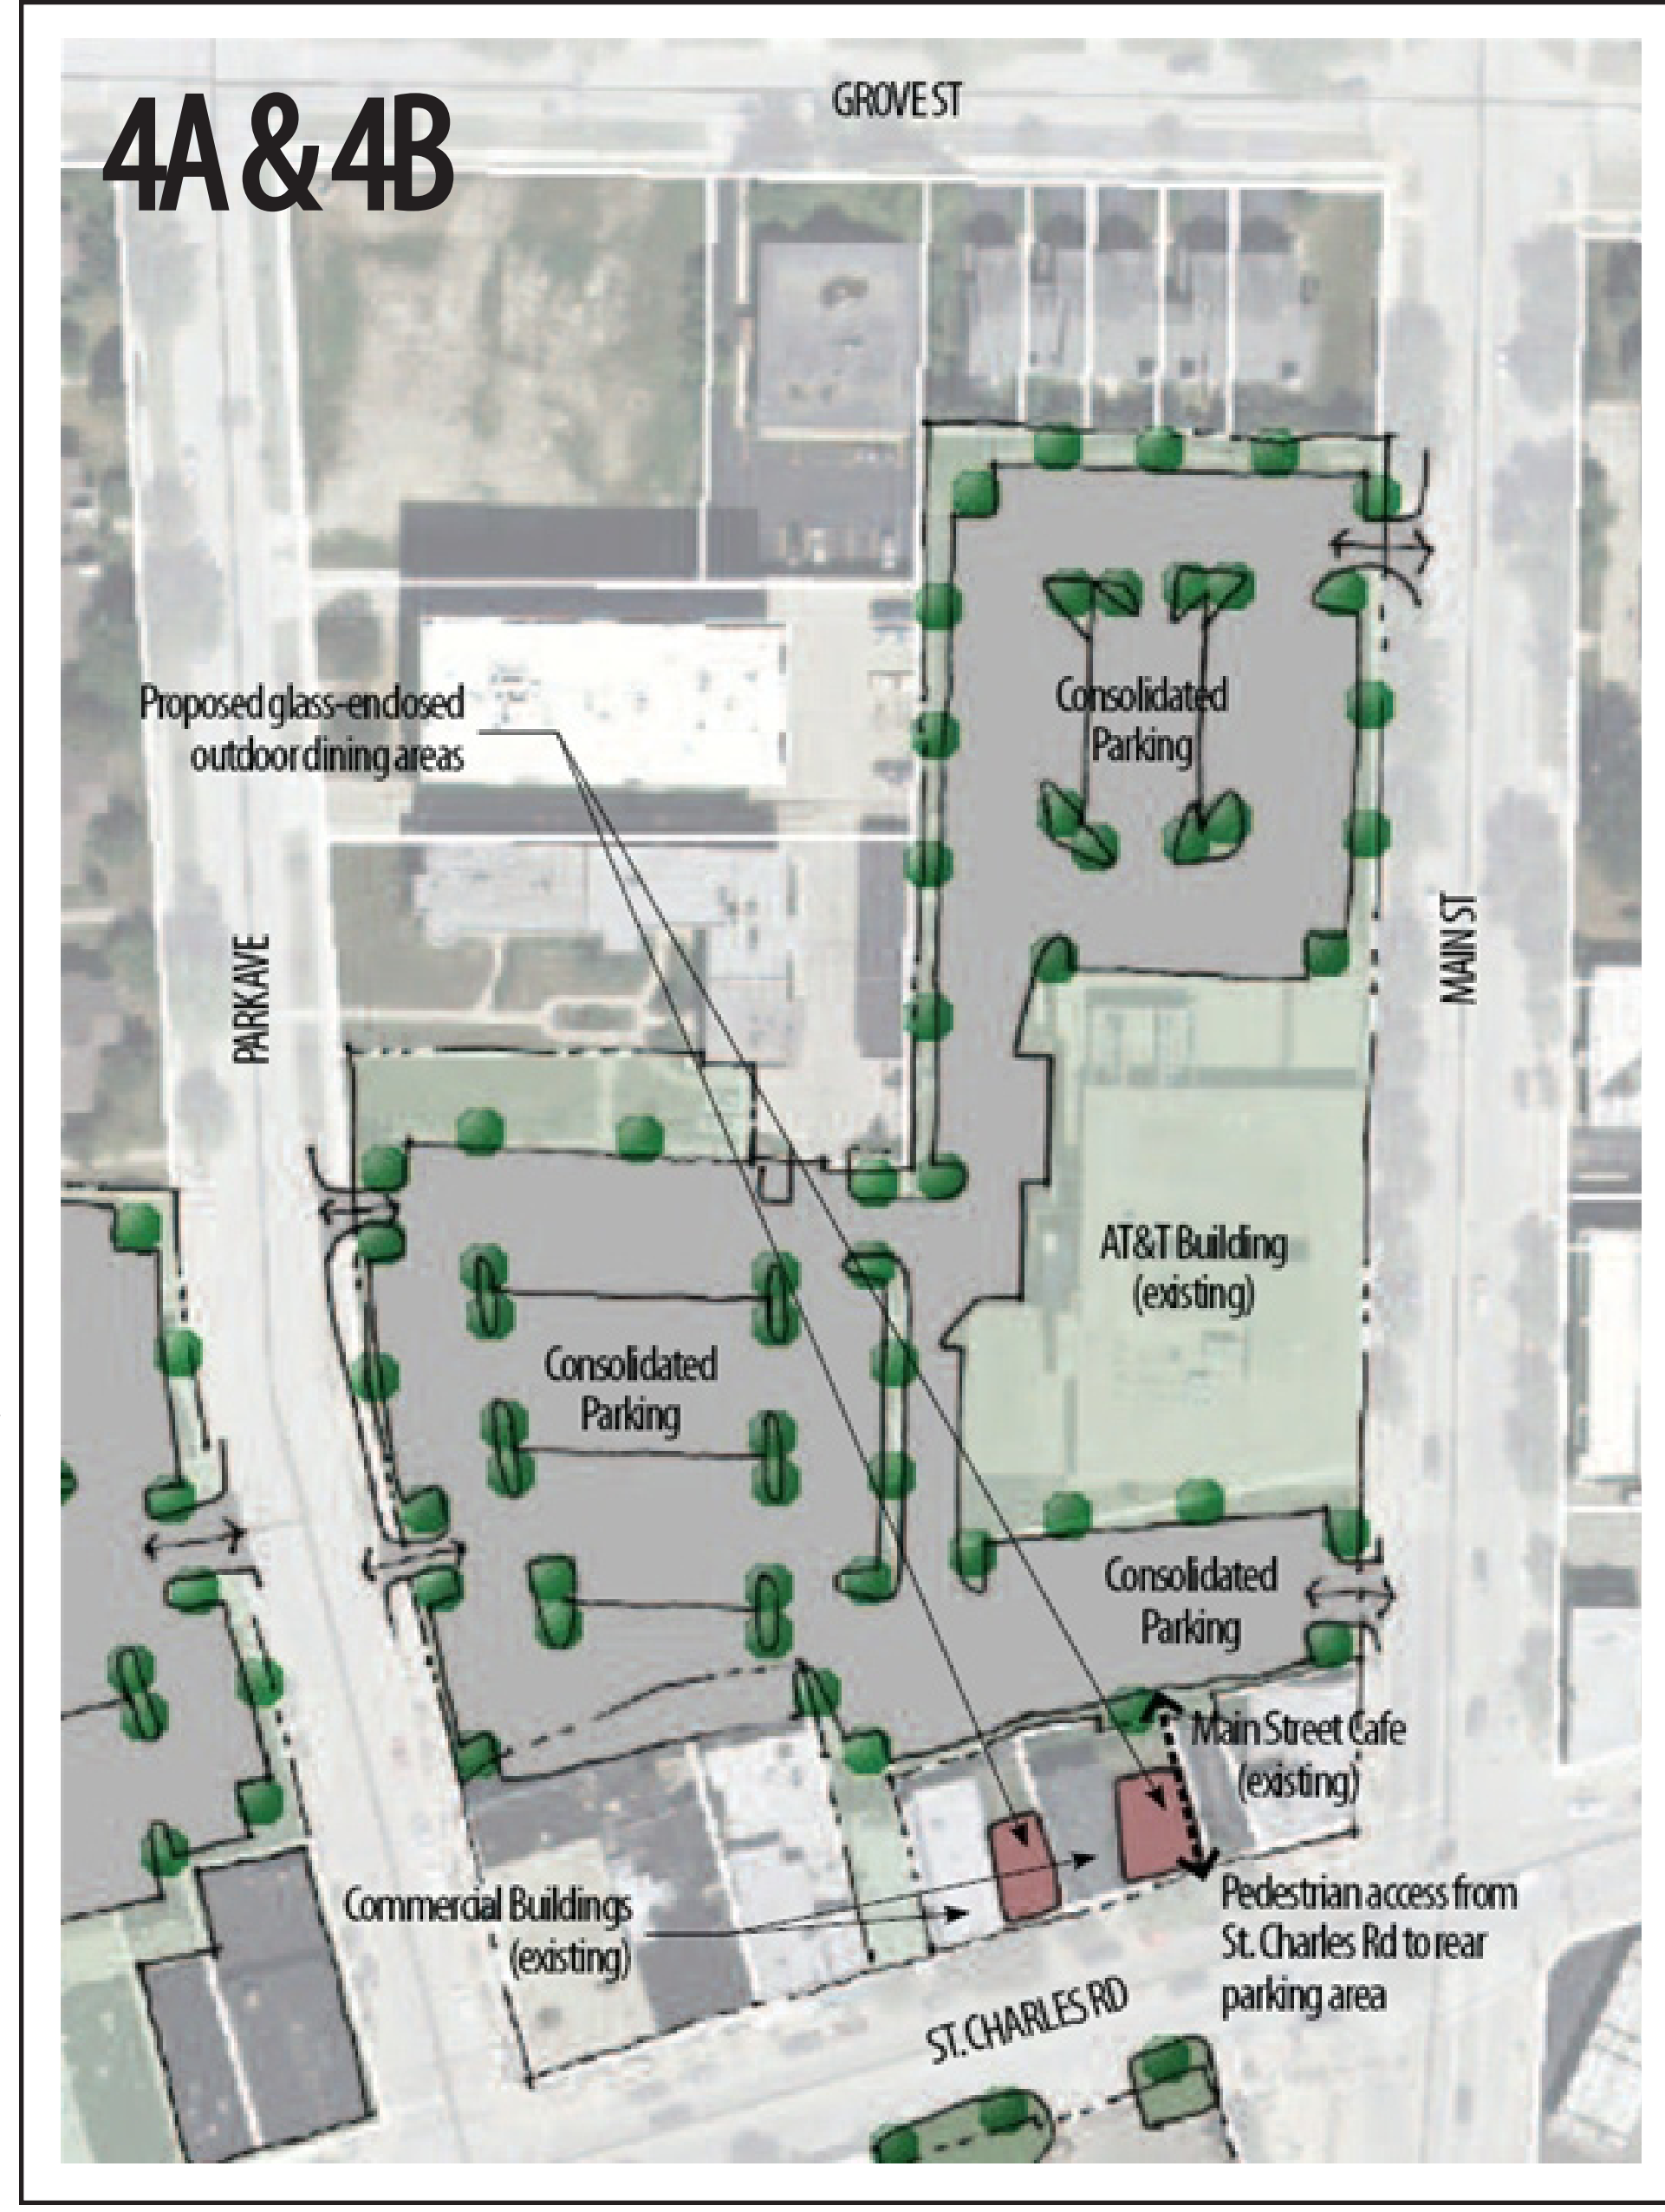 4A & 4B
GROVE ST
Proposed glass-enclosed
outdoor dining areas
Consolidated
Parking
PARK AVE
MAIN ST
AT&T Building
(existing)
Consolidated
Parking
Consolidated
Parking
Main Street Cafe
(existing)
Commercial Buildings
(existing)
Pedestrian access from
St. Charles Rd to rear
parking area
ST. CHARLES RD